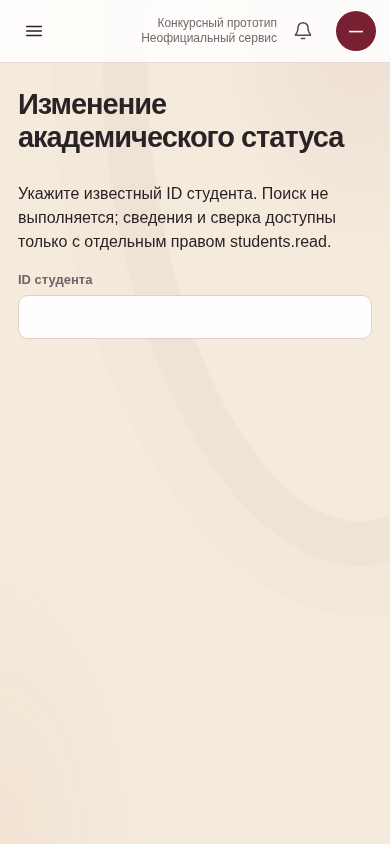 Конкурсный прототип
Неофициальный сервис
Изменение
академического статуса
Укажите известный ID студента. Поиск не
выполняется; сведения и сверка доступны
только с отдельным правом students.read.
ID студента